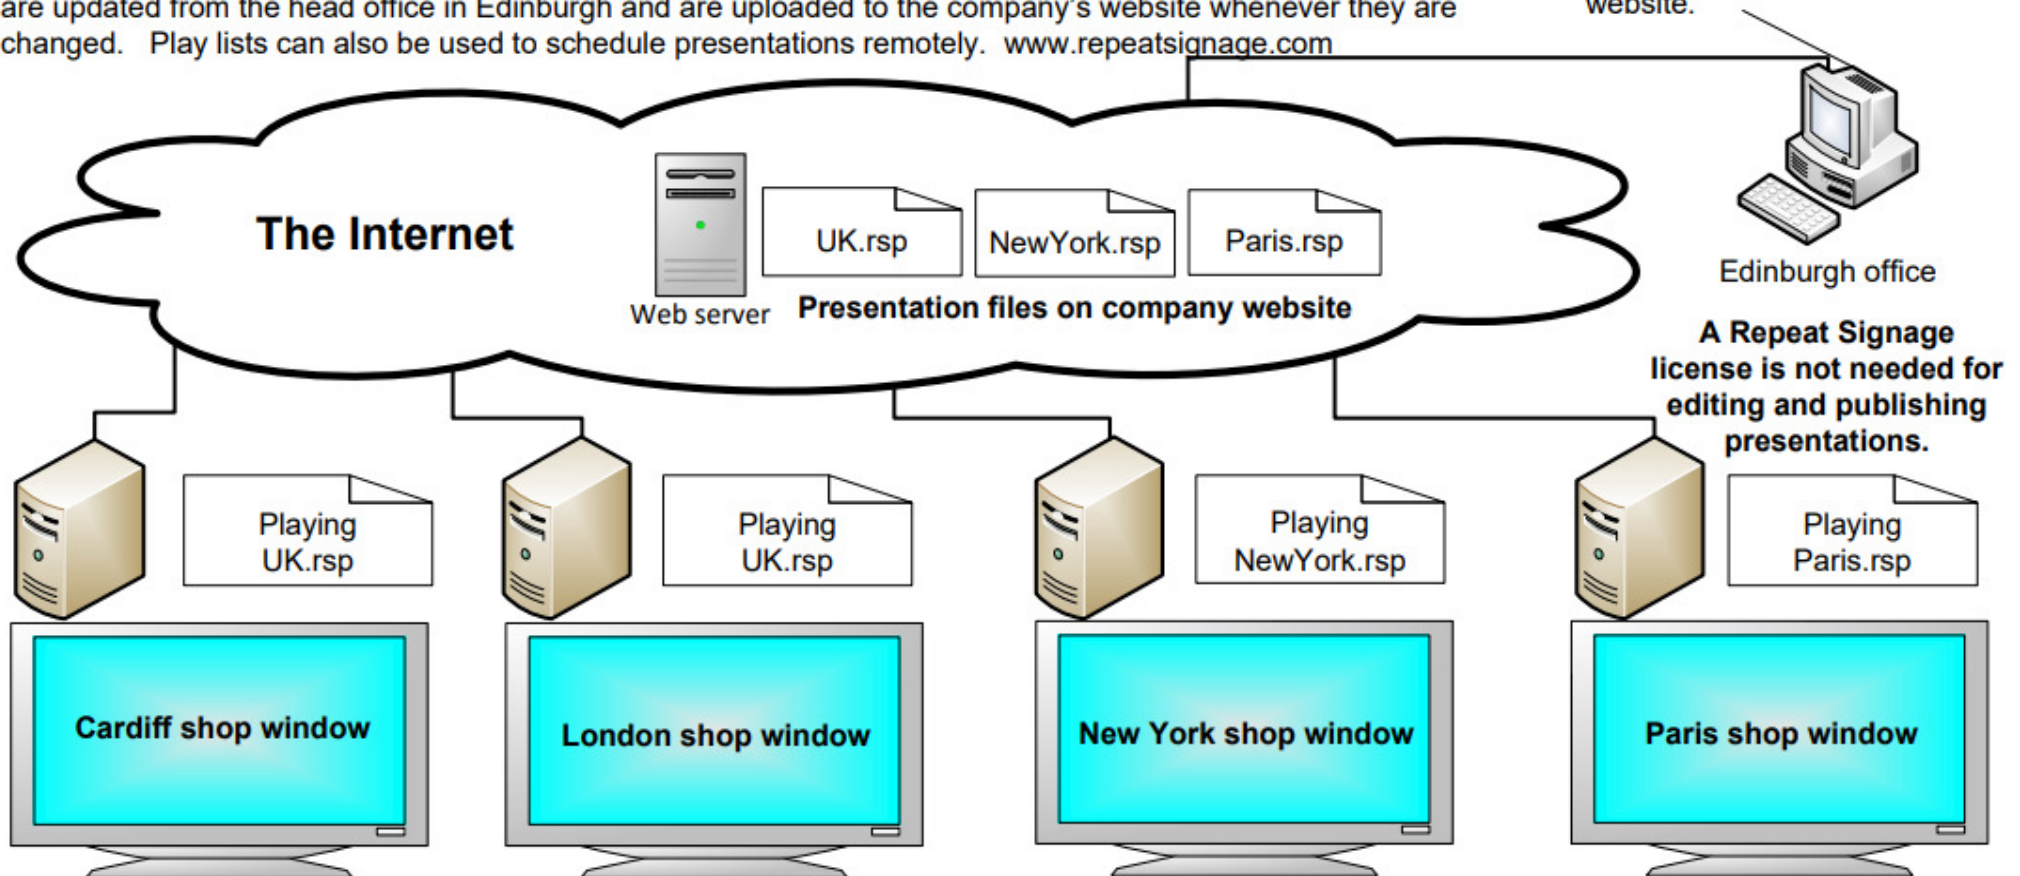 are updated from the head office in Edinburgh and are uploaded to the company's website whenever they are
changed. Play lists can also be used to schedule presentations remotely. www.repeatsignage.com
website.
The Internet
UK.rsp
NewYork.rsp
Paris.rsp
Web server
Presentation files on company website
Edinburgh office
A Repeat Signage
license is not needed for
editing and publishing
presentations.
Playing
UK.rsp
Playing
UK.rsp
Playing
NewYork.rsp
Playing
Paris.rsp
Cardiff shop window
London shop window
New York shop window
Paris shop window